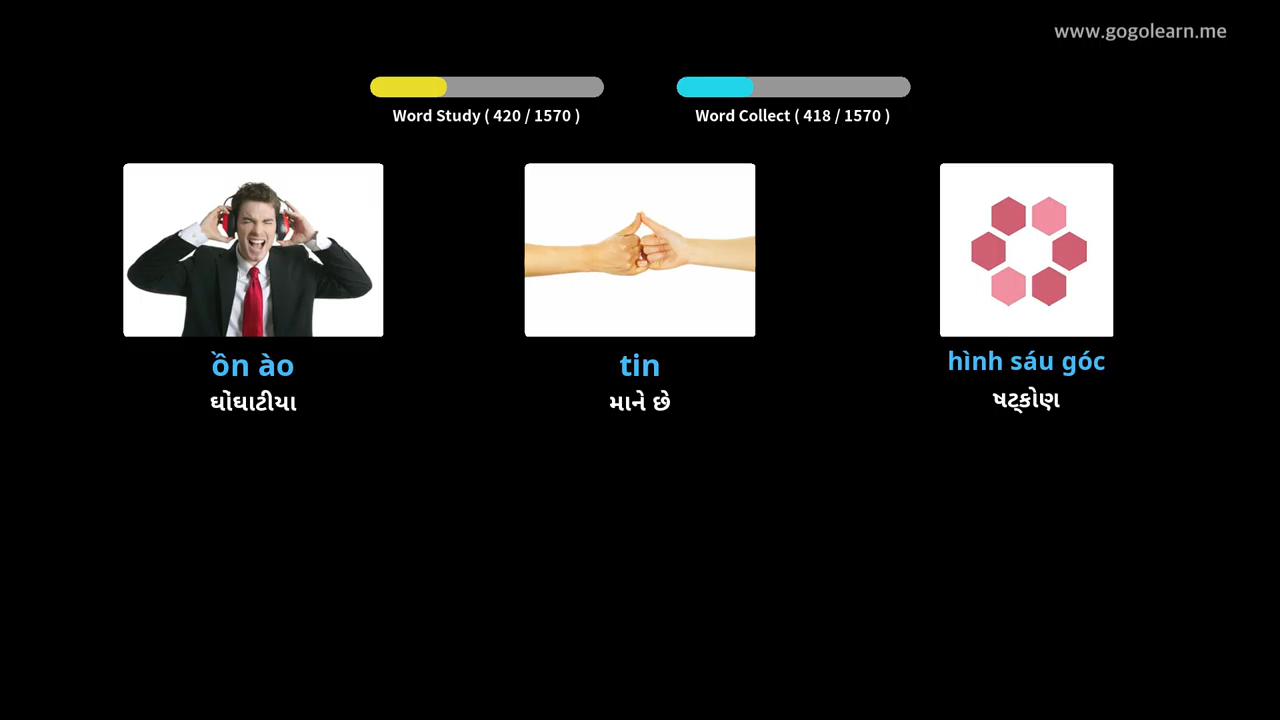 www.gogolearn.me
Word Study ( 420 / 1570 )
Word Collect ( 418 / 1570 )
ồn ào
ઘોંઘાટીયા
tin
માને છે
hình sáu góc
ષટ્કોણ